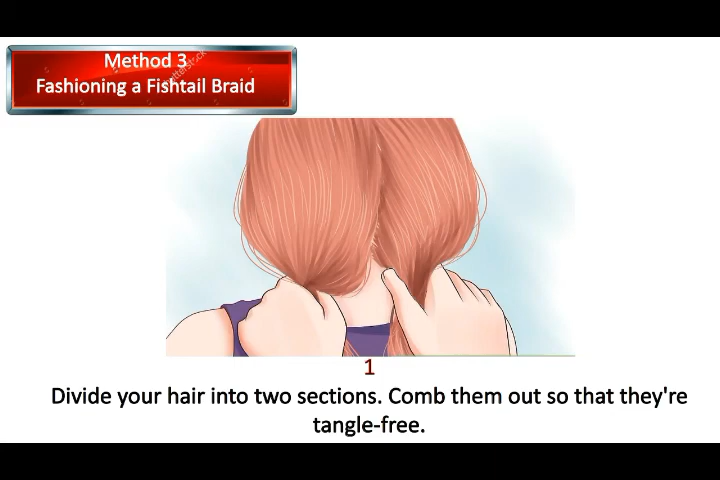 Method 3
Fashioning a Fishtail Braid
1
Divide your hair into two sections. Comb them out so that they're
tangle-free.